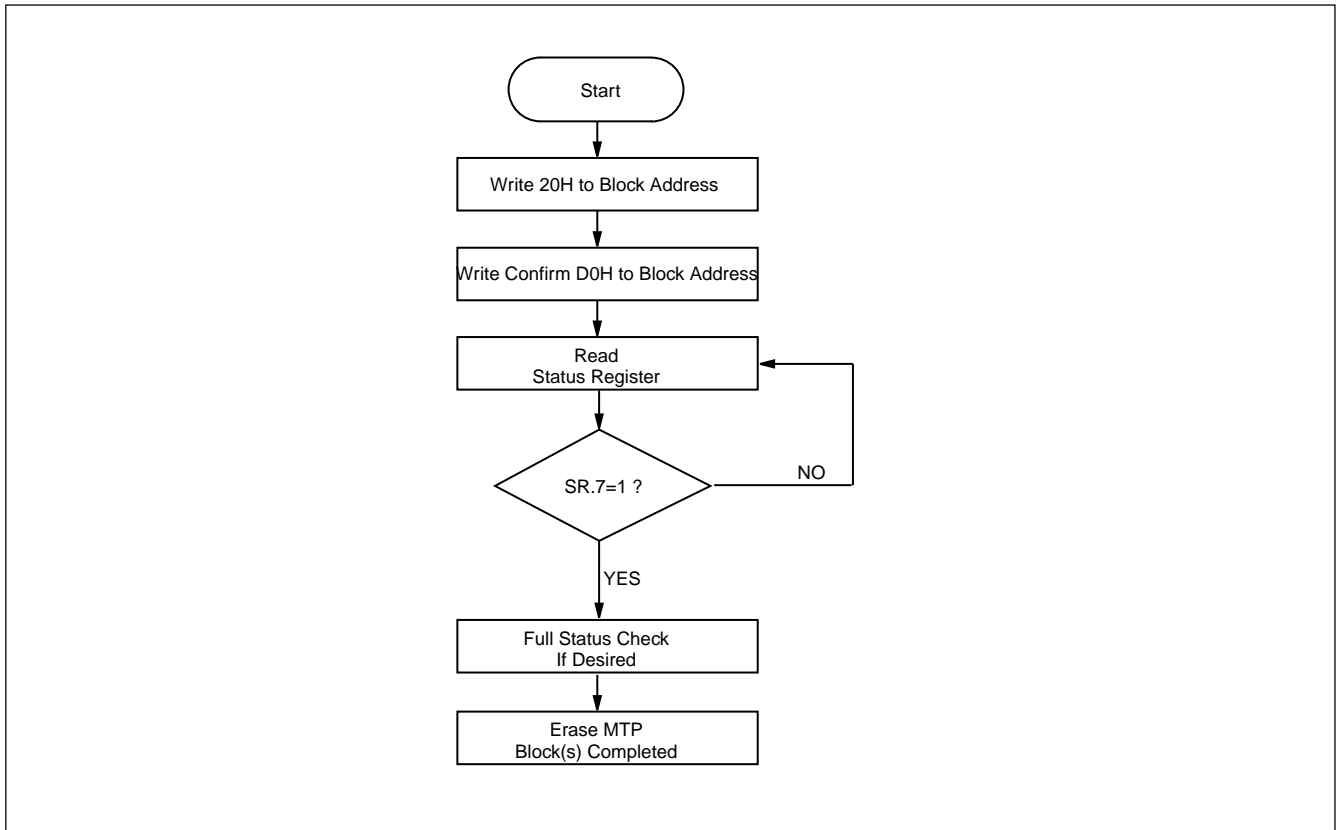 Start
Write 20H to Block Address
Write Confirm D0H to Block Address
Read
Status Register
SR.7=1 ?
NO
YES
Full Status Check
If Desired
Erase MTP
Block(s) Completed